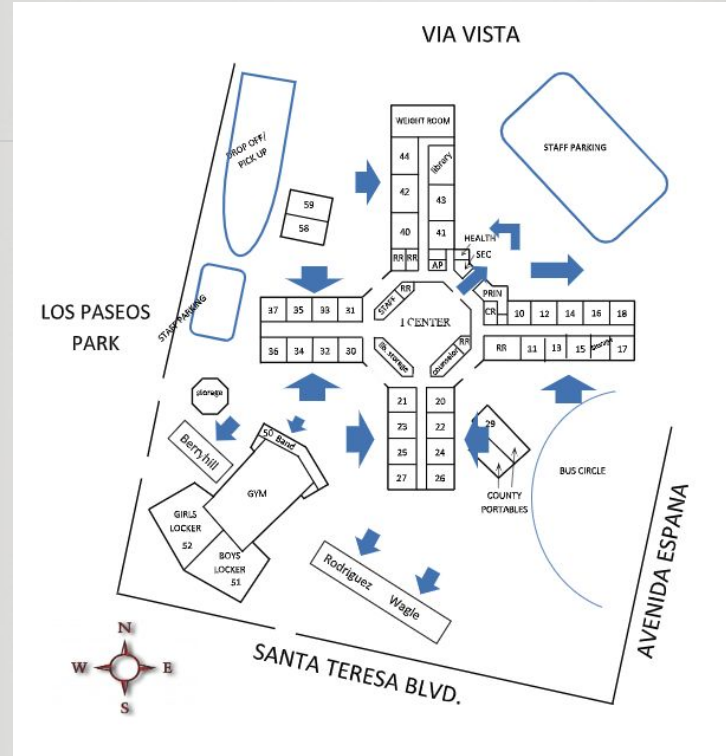 VIA VISTA
DROP OFF/
PICK UP
STAFF PARKING
WEIGHT ROOM
44
library
42
43
40
41
RR RR
AP
HEALTH
SEC
59
58
STAFF PARKING
LOS PASEOS
PARK
37 35 33 31
36 34 32 30
STAFF
RR
1 CENTER
lib storage
counselor
RR
PRIN
CR
10 12 14 16 18
RR 11 13 15 storage 17
21 20
23 22
25 24
27 26
29
COUNTY
PORTABLES
BUS CIRCLE
storage
Berryhill
50 Band
GYM
GIRLS
LOCKER
52
BOYS
LOCKER
51
Rodriguez Wagle
AVENIDA ESPANA
SANTA TERESA BLVD.
N
W E
S